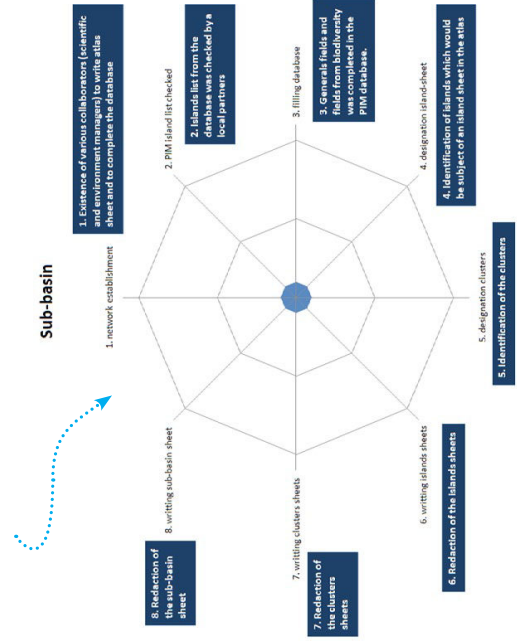 Sub-basin
1. network establishment
1. Existence of various collaborators (scientific
and environment managers) to write atlas
sheet and to complete the database
2. PIM island list checked
2. Islands list from the
database was checked by a
local partners
3. filling database
3. Generals fields and
fields from biodiversity
was completed in the
PIM database.
4. designation island-sheet
4. Identification of islands which would
be subject of an island sheet in the atlas
5. designation clusters
5. Identification of the clusters
6. writting islands sheets
6. Redaction of the islands sheets
7. writting clusters sheets
7. Redaction of
the clusters
sheets
8. writting sub-basin sheet
8. Redaction of
the sub-basin
sheet